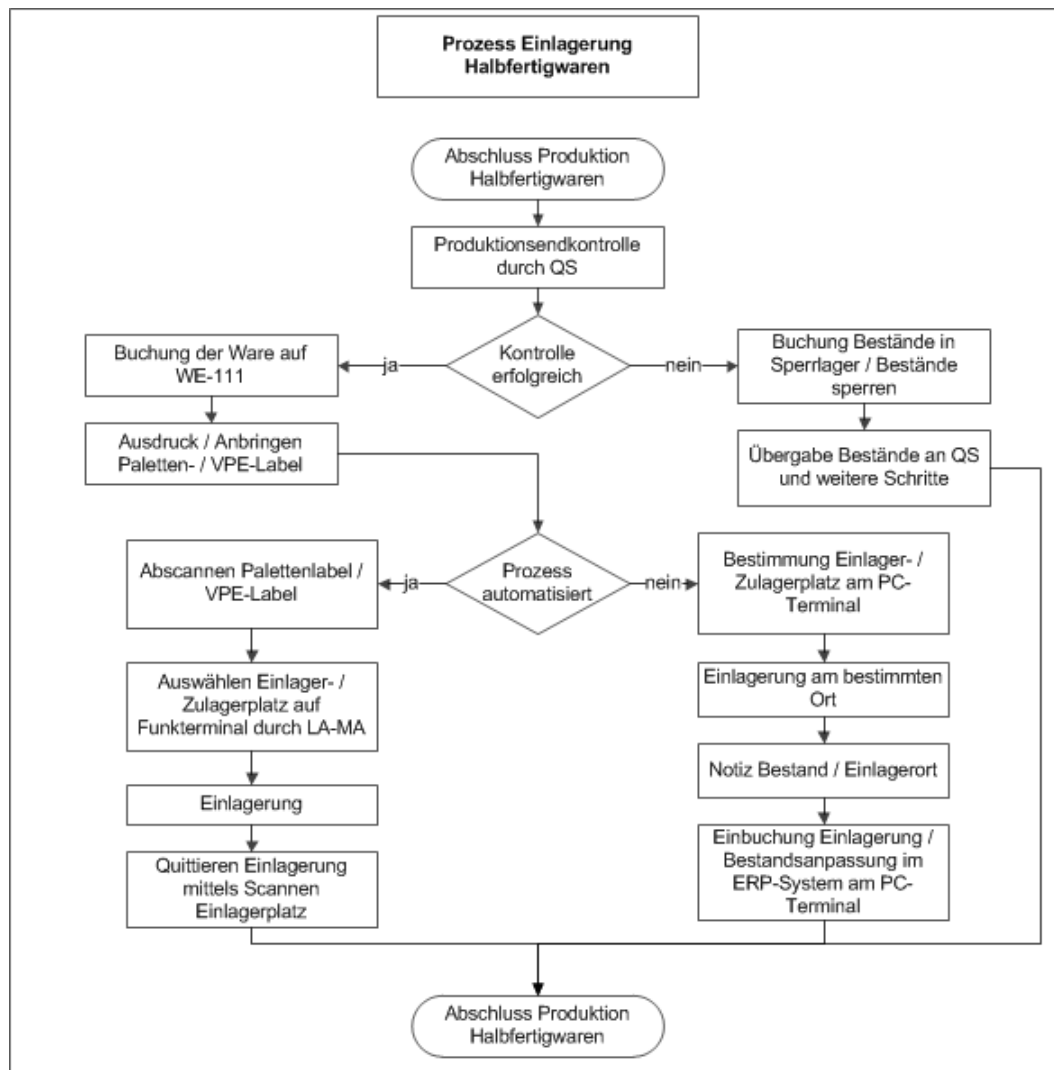 Prozess Einlagerung
Halbfertigwaren
Abschluss Produktion
Halbfertigwaren
Produktionsendkontrolle
durch QS
Kontrolle
erfolgreich
ja
nein
Buchung der Ware auf
WE-111
Ausdruck / Anbringen
Paletten- / VPE-Label
Buchung Bestände in
Sperrlager / Bestände
sperren
Übergabe Bestände an QS
und weitere Schritte
Prozess
automatisiert
ja
nein
Abscannen Palettenlabel /
VPE-Label
Auswählen Einlager- /
Zulagerplatz auf
Funkterminal durch LA-MA
Einlagerung
Quittieren Einlagerung
mittels Scannen
Einlagerplatz
Bestimmung Einlager- /
Zulagerplatz am PC-
Terminal
Einlagerung am bestimmten
Ort
Notiz Bestand / Einlagerort
Einbuchung Einlagerung /
Bestandsanpassung im
ERP-System am PC-
Terminal
Abschluss Produktion
Halbfertigwaren